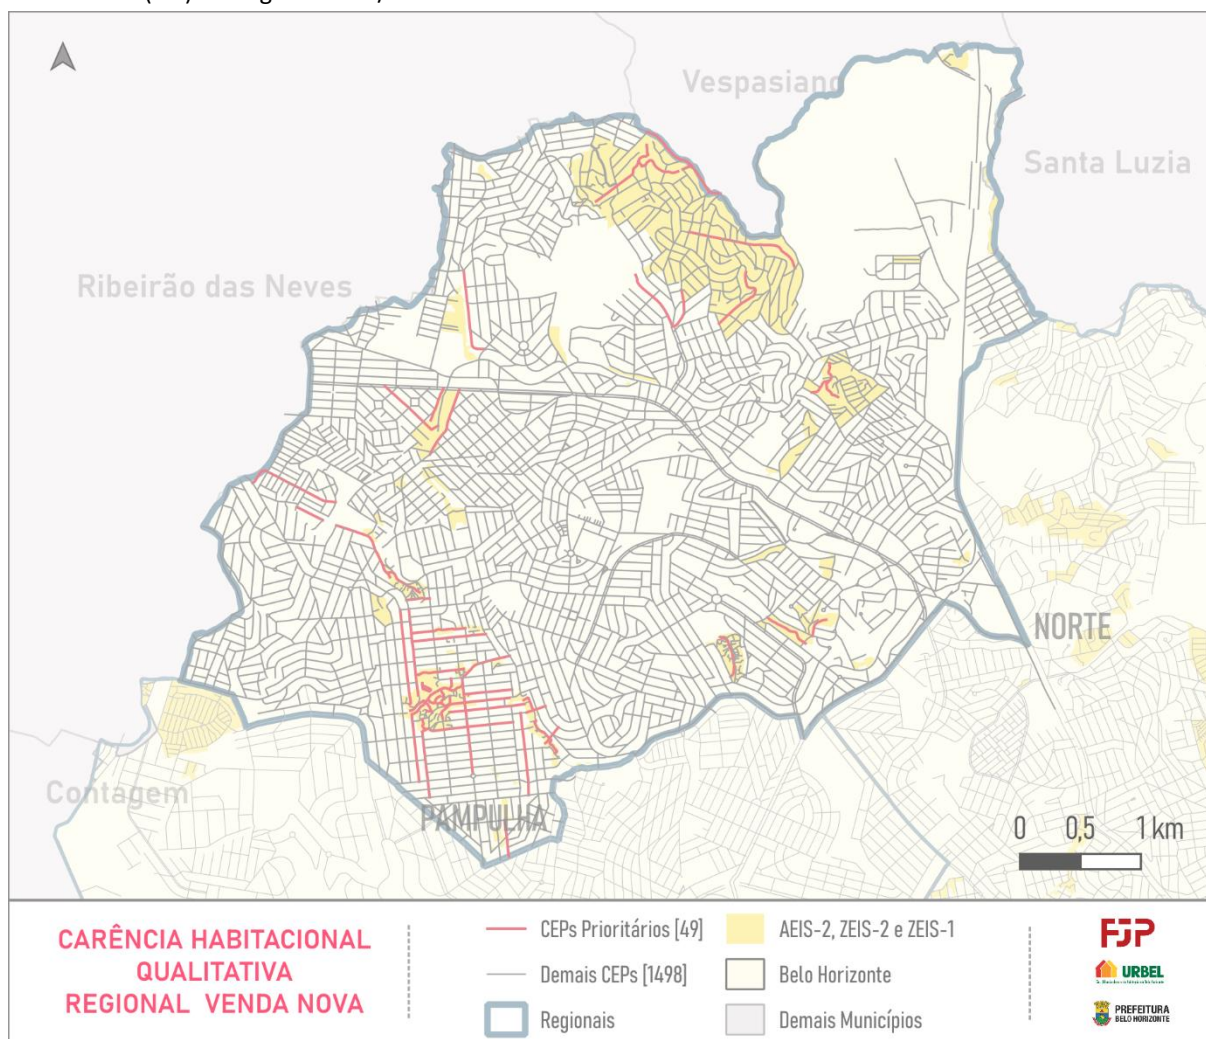 Vespasiano
Santa Luzia
Ribeirão das Neves
NORTE
Contagem
PAMPULHA
0 0,5 1 km
CARÊNCIA HABITACIONAL
QUALITATIVA
REGIONAL VENDA NOVA
CEPs Prioritários [49]
Demais CEPs [1498]
Regionais
AEIS-2, ZEIS-2 e ZEIS-1
Belo Horizonte
Demais Municípios
FJP
URBEL
PREFEITURA
BELO HORIZONTE